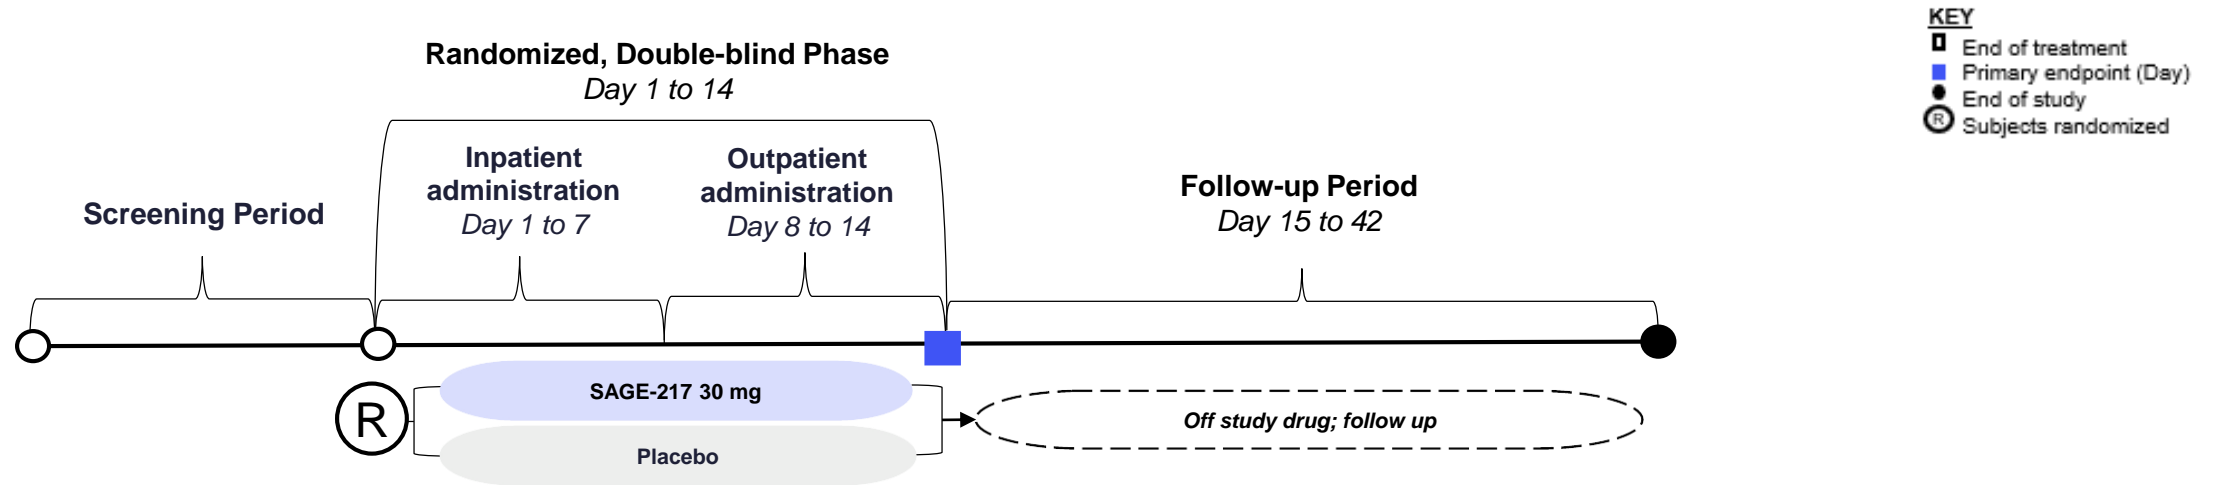 KEY
End of treatment
Primary endpoint (Day)
End of study
R Subjects randomized
Randomized, Double-blind Phase
Day 1 to 14
Screening Period
Inpatient
administration
Day 1 to 7
Outpatient
administration
Day 8 to 14
Follow-up Period
Day 15 to 42
R
SAGE-217 30 mg
Placebo
Off study drug; follow up